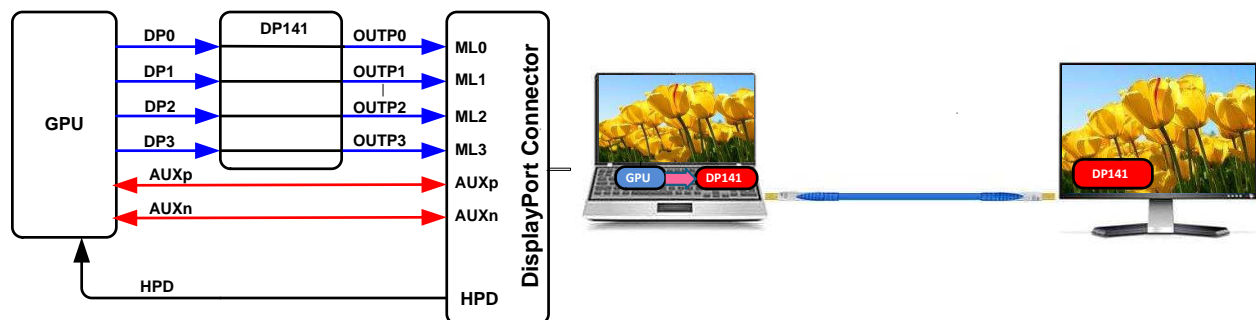 DP0 DP141 OUTP0 ML0
DP1 OUTP1 ML1
GPU DP2 OUTP2 ML2
DP3 OUTP3 ML3
AUXp AUXp
AUXn AUXn
HPD HPD
DisplayPort Connector
GPU DP141
DP141